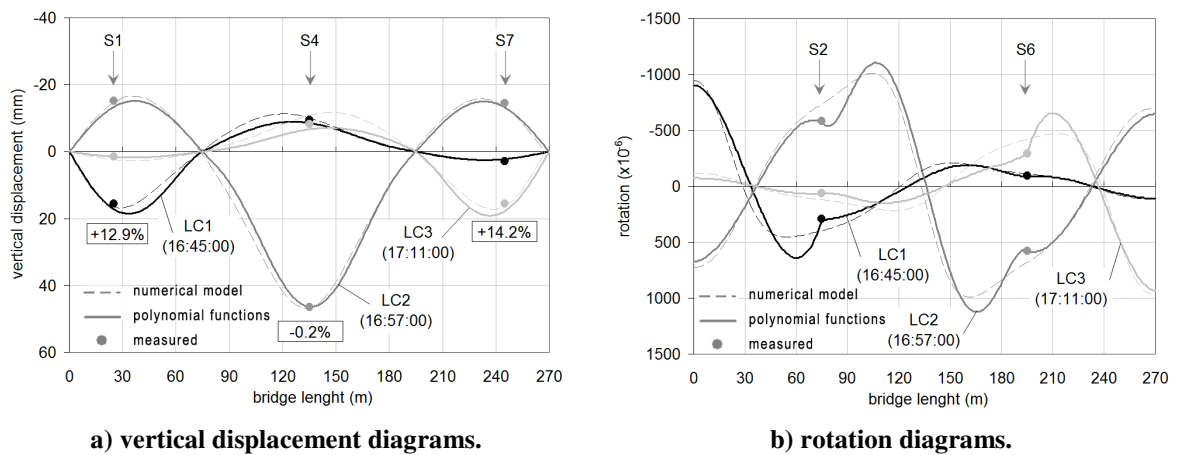 -40
-20
0
20
40
60
vertical displacement (mm)
S1
S4
S7
+12.9%
LC1
(16:45:00)
LC3
(17:11:00)
+14.2%
LC2
(16:57:00)
-0.2%
numerical model
polynomial functions
measured
0 30 60 90 120 150 180 210 240 270
bridge lenght (m)
a) vertical displacement diagrams.
-1500
-1000
-500
0
500
1000
1500
rotation (x10⁻⁶)
S2
S6
LC1
(16:45:00)
LC3
(17:11:00)
LC2
(16:57:00)
numerical model
polynomial functions
measured
0 30 60 90 120 150 180 210 240 270
bridge lenght (m)
b) rotation diagrams.